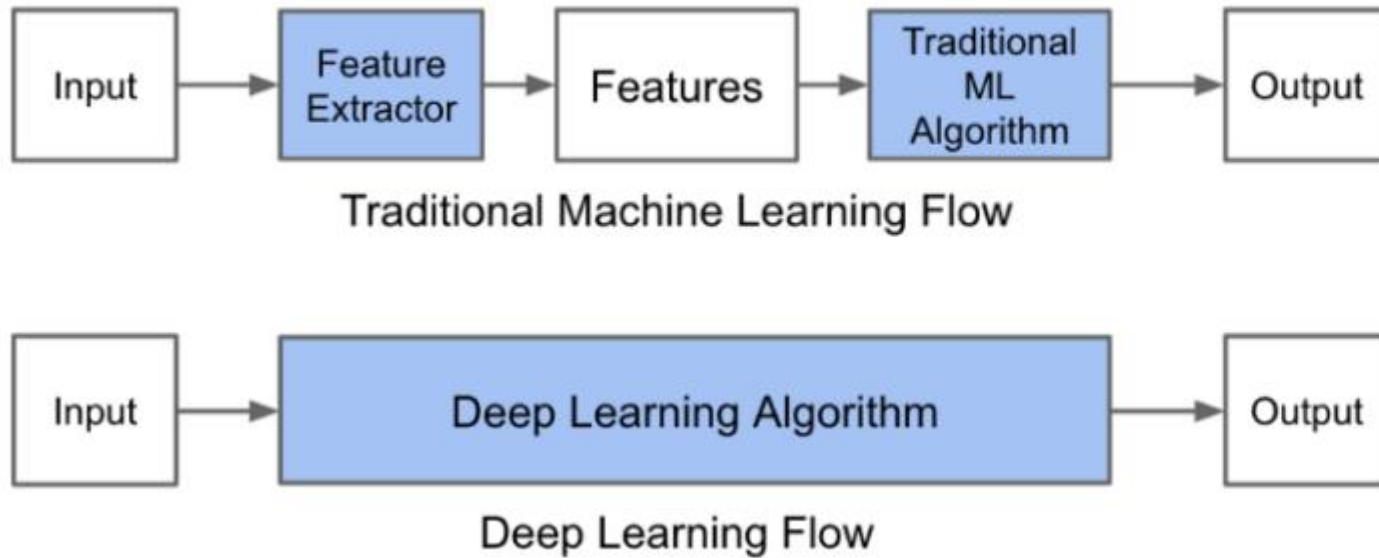 Input
Feature
Extractor
Features
Traditional
ML
Algorithm
Output
Traditional Machine Learning Flow
Input
Deep Learning Algorithm
Output
Deep Learning Flow